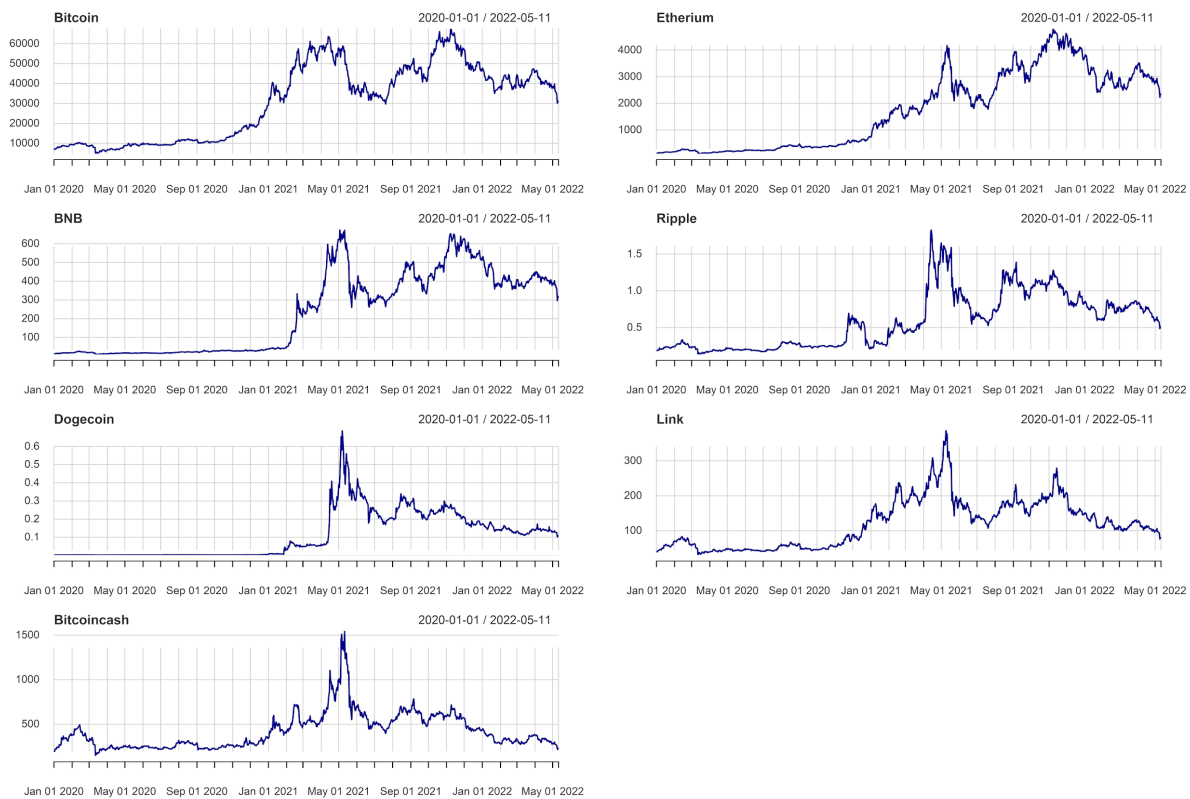 Bitcoin 2020-01-01 / 2022-05-11
60000
50000
40000
30000
20000
10000
Jan 01 2020 May 01 2020 Sep 01 2020 Jan 01 2021 May 01 2021 Sep 01 2021 Jan 01 2022 May 01 2022
Etherium 2020-01-01 / 2022-05-11
4000
3000
2000
1000
Jan 01 2020 May 01 2020 Sep 01 2020 Jan 01 2021 May 01 2021 Sep 01 2021 Jan 01 2022 May 01 2022
BNB 2020-01-01 / 2022-05-11
600
500
400
300
200
100
Jan 01 2020 May 01 2020 Sep 01 2020 Jan 01 2021 May 01 2021 Sep 01 2021 Jan 01 2022 May 01 2022
Ripple 2020-01-01 / 2022-05-11
1.5
1.0
0.5
Jan 01 2020 May 01 2020 Sep 01 2020 Jan 01 2021 May 01 2021 Sep 01 2021 Jan 01 2022 May 01 2022
Dogecoin 2020-01-01 / 2022-05-11
0.6
0.5
0.4
0.3
0.2
0.1
Jan 01 2020 May 01 2020 Sep 01 2020 Jan 01 2021 May 01 2021 Sep 01 2021 Jan 01 2022 May 01 2022
Link 2020-01-01 / 2022-05-11
300
200
100
Jan 01 2020 May 01 2020 Sep 01 2020 Jan 01 2021 May 01 2021 Sep 01 2021 Jan 01 2022 May 01 2022
Bitcoincash 2020-01-01 / 2022-05-11
1500
1000
500
Jan 01 2020 May 01 2020 Sep 01 2020 Jan 01 2021 May 01 2021 Sep 01 2021 Jan 01 2022 May 01 2022